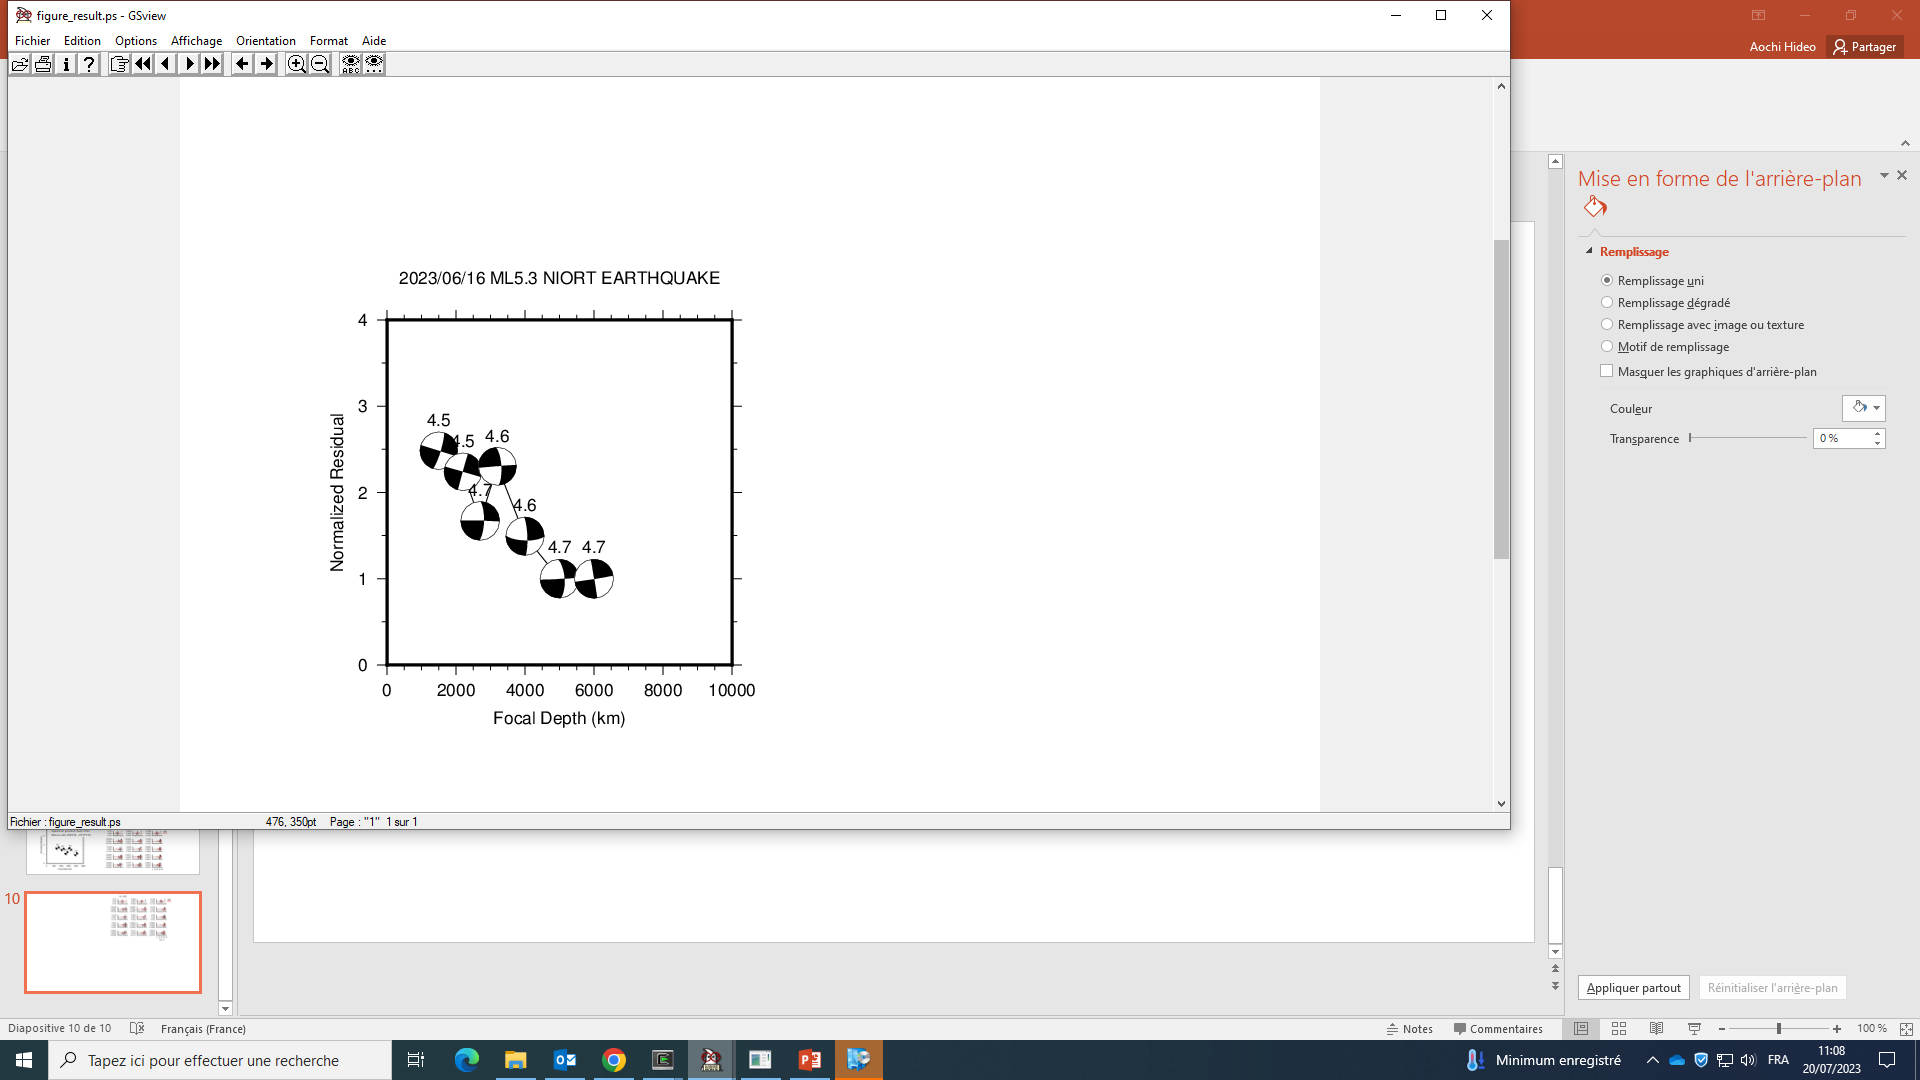 figure_result.ps - GSview
Fichier Edition Options Affichage Orientation Format Aide
Aochi Hideo
Partager
2023/06/16 ML5.3 NIORT EARTHQUAKE
4
3
2
1
0
Normalized Residual
4.5
4.5
4.6
4.7
4.6
4.7
4.7
0 2000 4000 6000 8000 10000
Focal Depth (km)
Fichier : figure_result.ps 476, 350pt Page : "1" 1 sur 1
Mise en forme de l'arrière-plan
Remplissage
Remplissage uni
Remplissage dégradé
Remplissage avec image ou texture
Motif de remplissage
Masquer les graphiques d'arrière-plan
Couleur
Transparence 0 %
Appliquer partout
Réinitialiser l'arrière-plan
10
Diapositive 10 de 10 Français (France) Notes Commentaires 100 %
Tapez ici pour effectuer une recherche
Minimum enregistré
FRA
11:08
20/07/2023